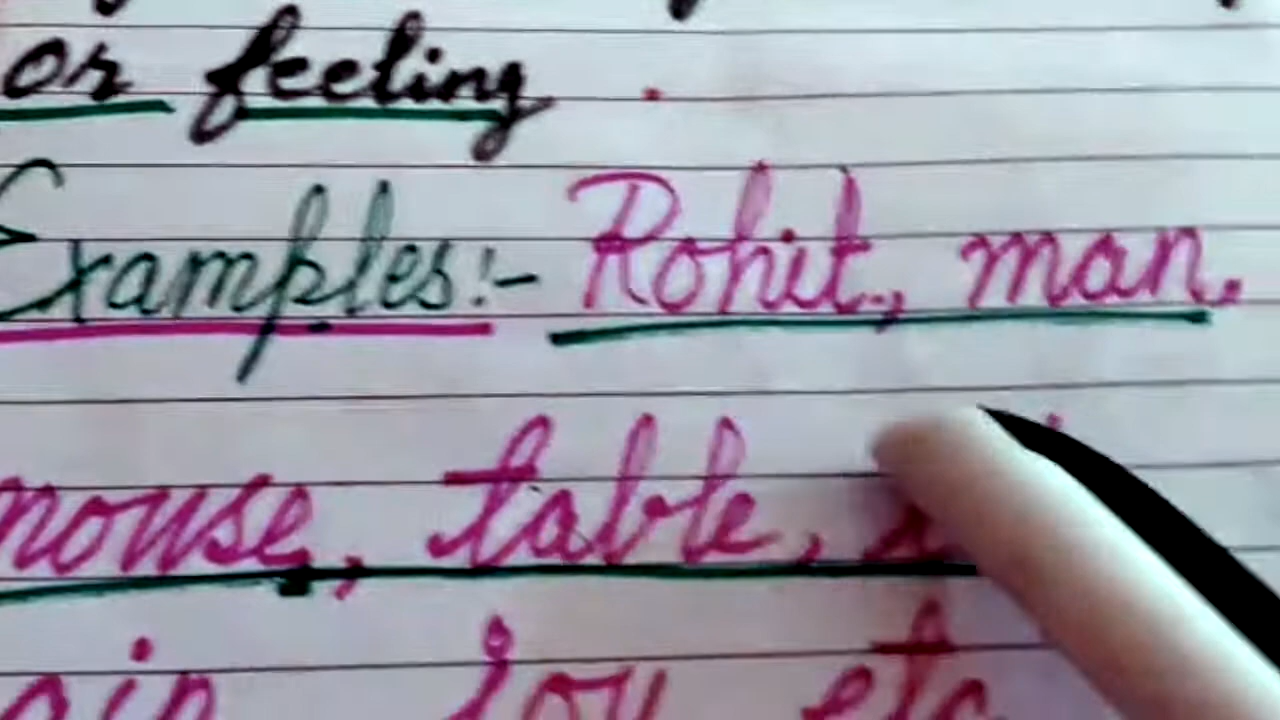 or feeling .
Examples:- Rohit, man,
mouse, table,
joy etc